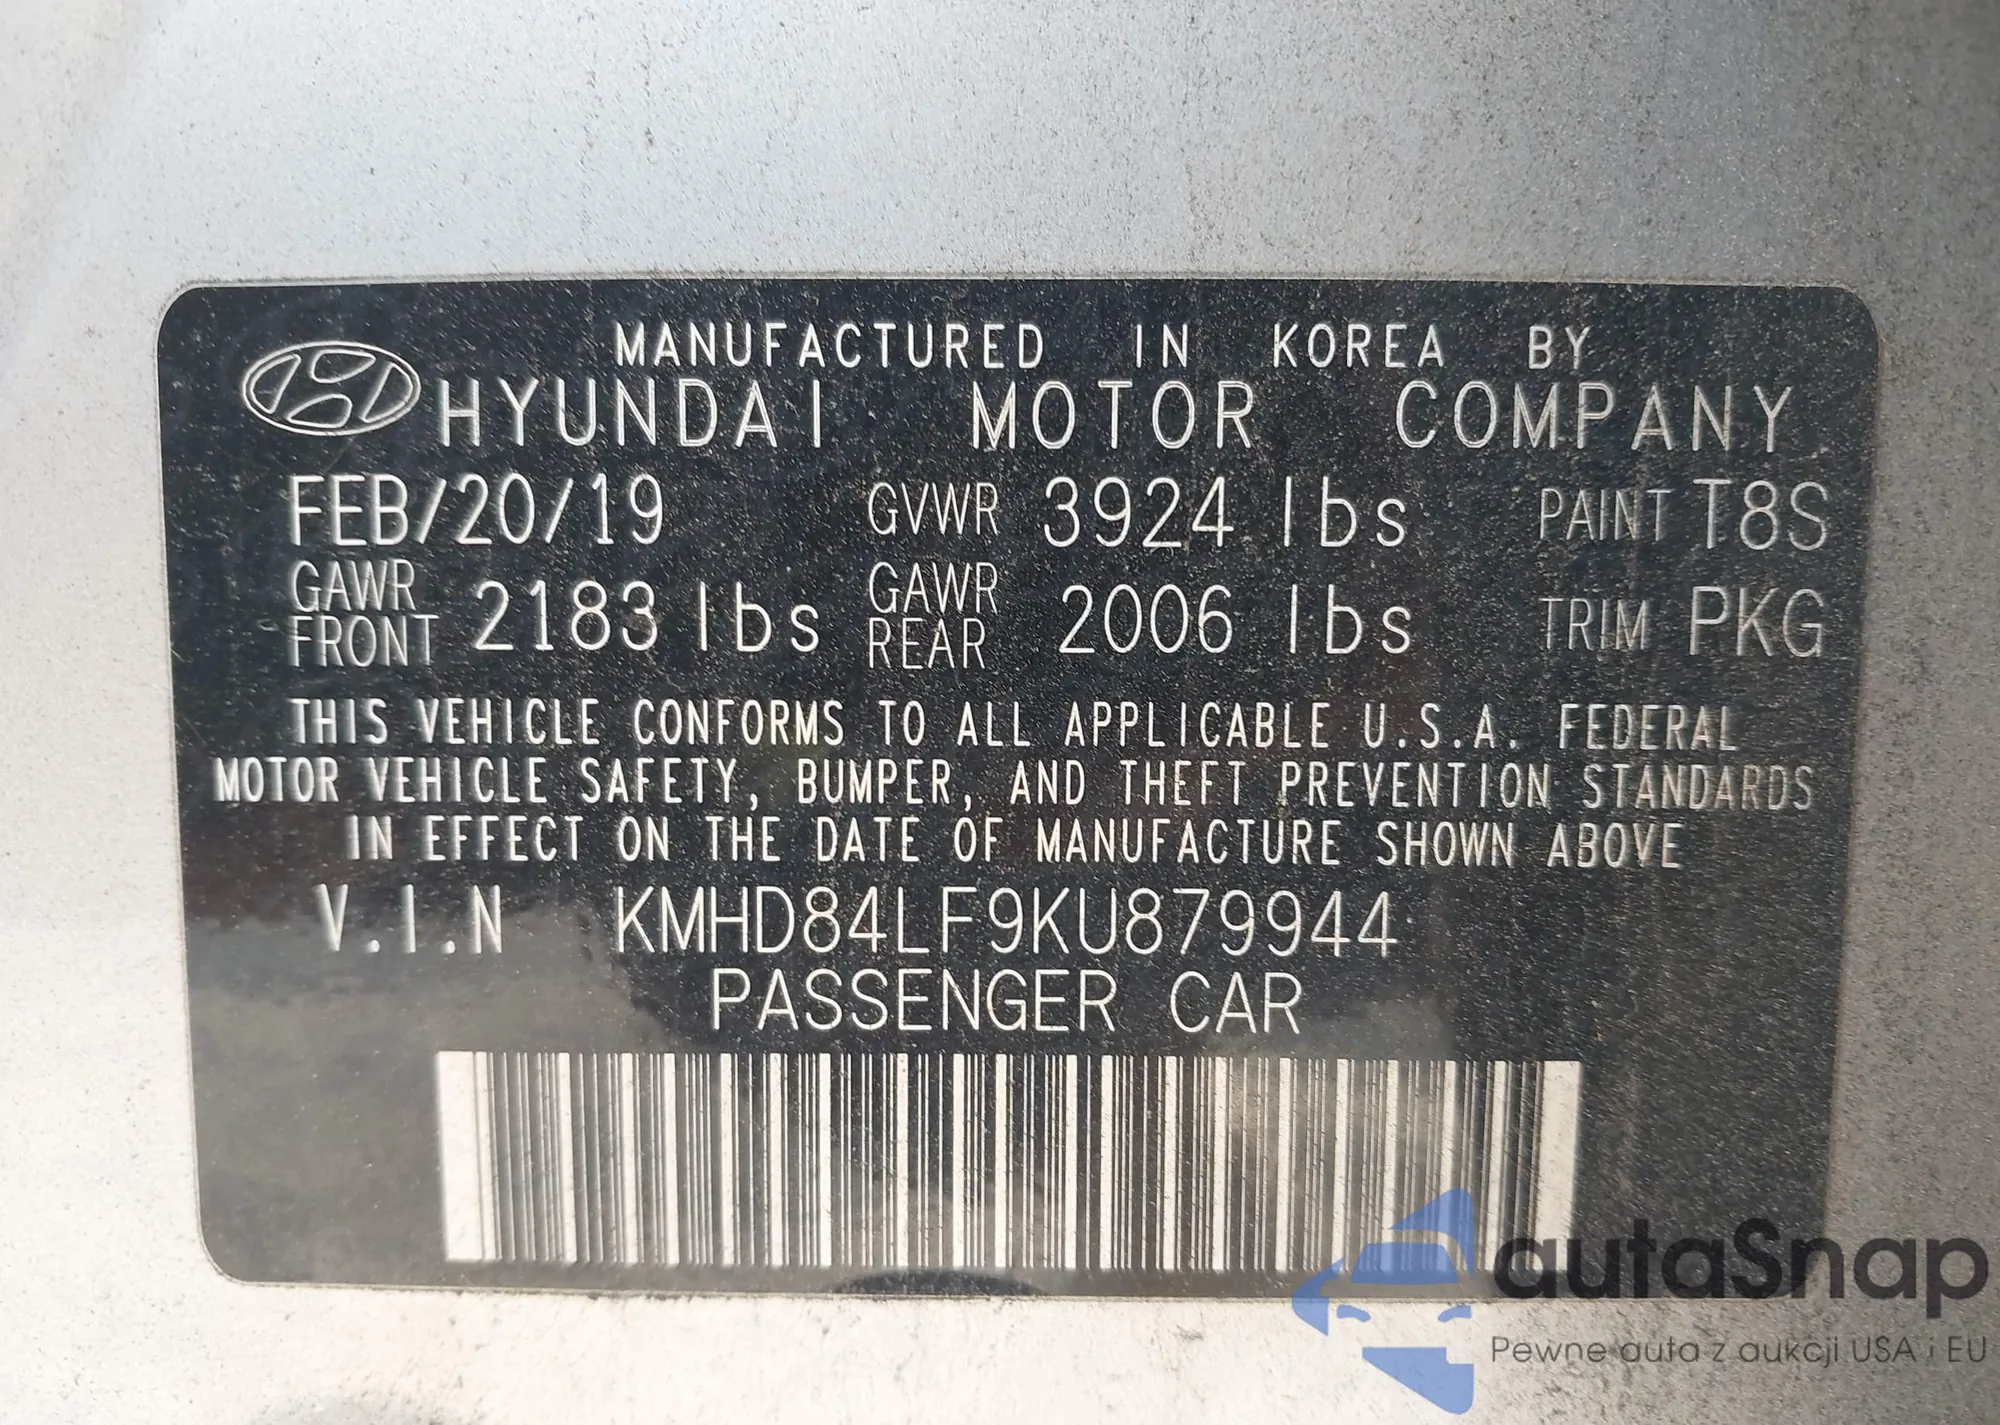 MANUFACTURED IN KOREA BY
HYUNDAI MOTOR COMPANY
FEB/20/19 GVWR 3924 lbs PAINT T8S
GAWR FRONT 2183 lbs GAWR REAR 2006 lbs TRIM PKG
THIS VEHICLE CONFORMS TO ALL APPLICABLE U.S.A. FEDERAL
MOTOR VEHICLE SAFETY, BUMPER, AND THEFT PREVENTION STANDARDS
IN EFFECT ON THE DATE OF MANUFACTURE SHOWN ABOVE
V.I.N KMHD84LF9KU879944
PASSENGER CAR
autaSnap
Pewne auta z aukcji USA i EU